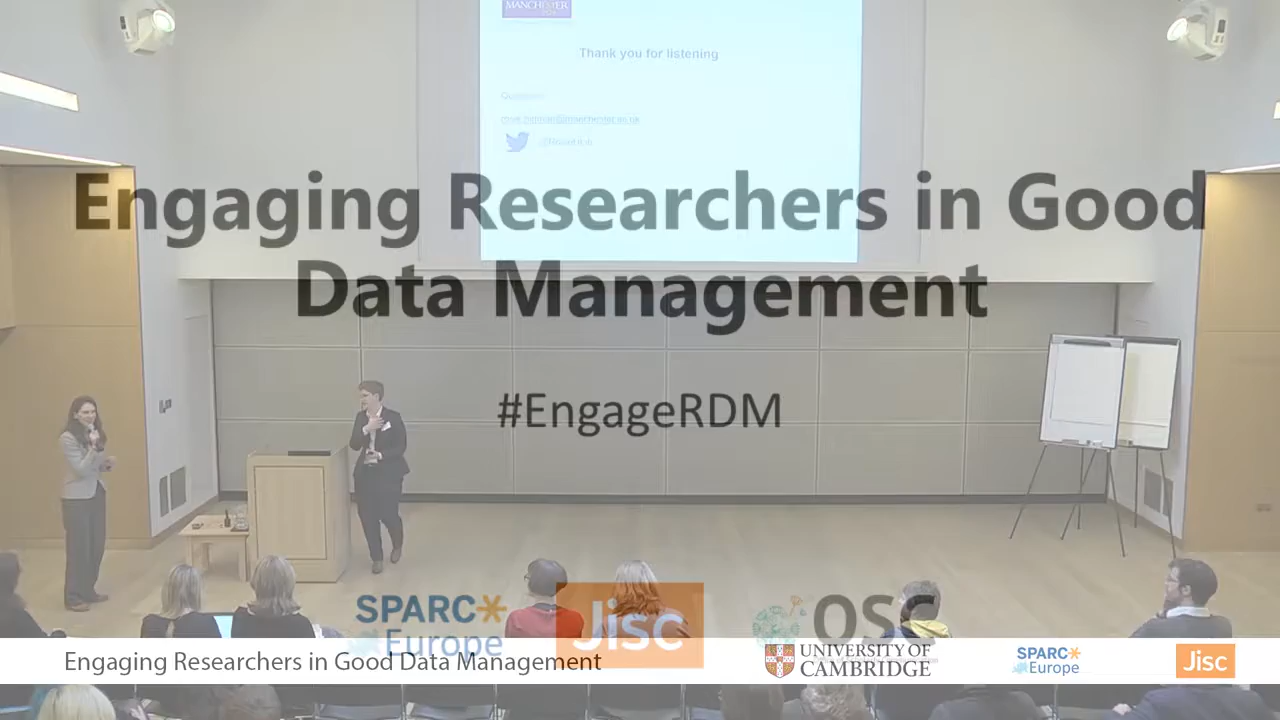 MANCHESTER
Thank you for listening
Engaging Researchers in Good
Data Management
#EngageRDM
SPARC
Europe
Jisc
OSC
Engaging Researchers in Good Data Management
UNIVERSITY OF
CAMBRIDGE
SPARC
Europe
Jisc